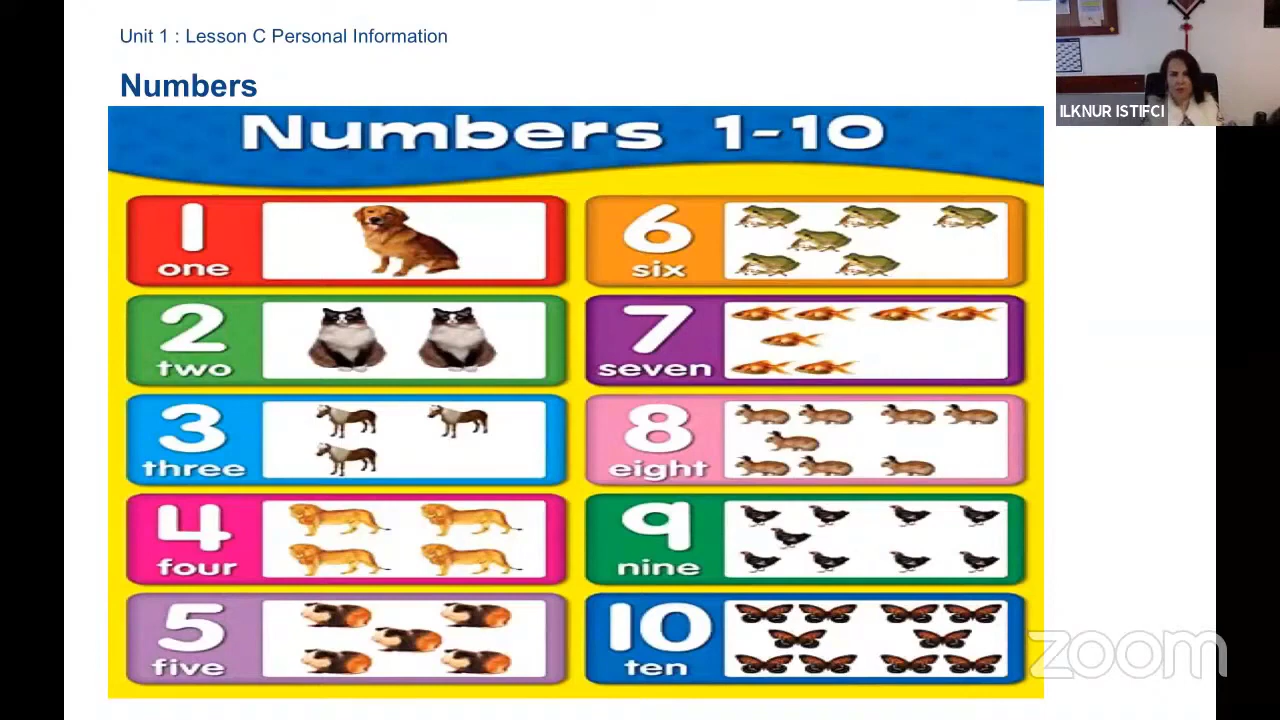 Unit 1 : Lesson C Personal Information
Numbers
Numbers 1-10
1
one
2
two
3
three
4
four
5
five
6
six
7
seven
8
eight
9
nine
10
ten
ILKNUR ISTIFCI
zoom